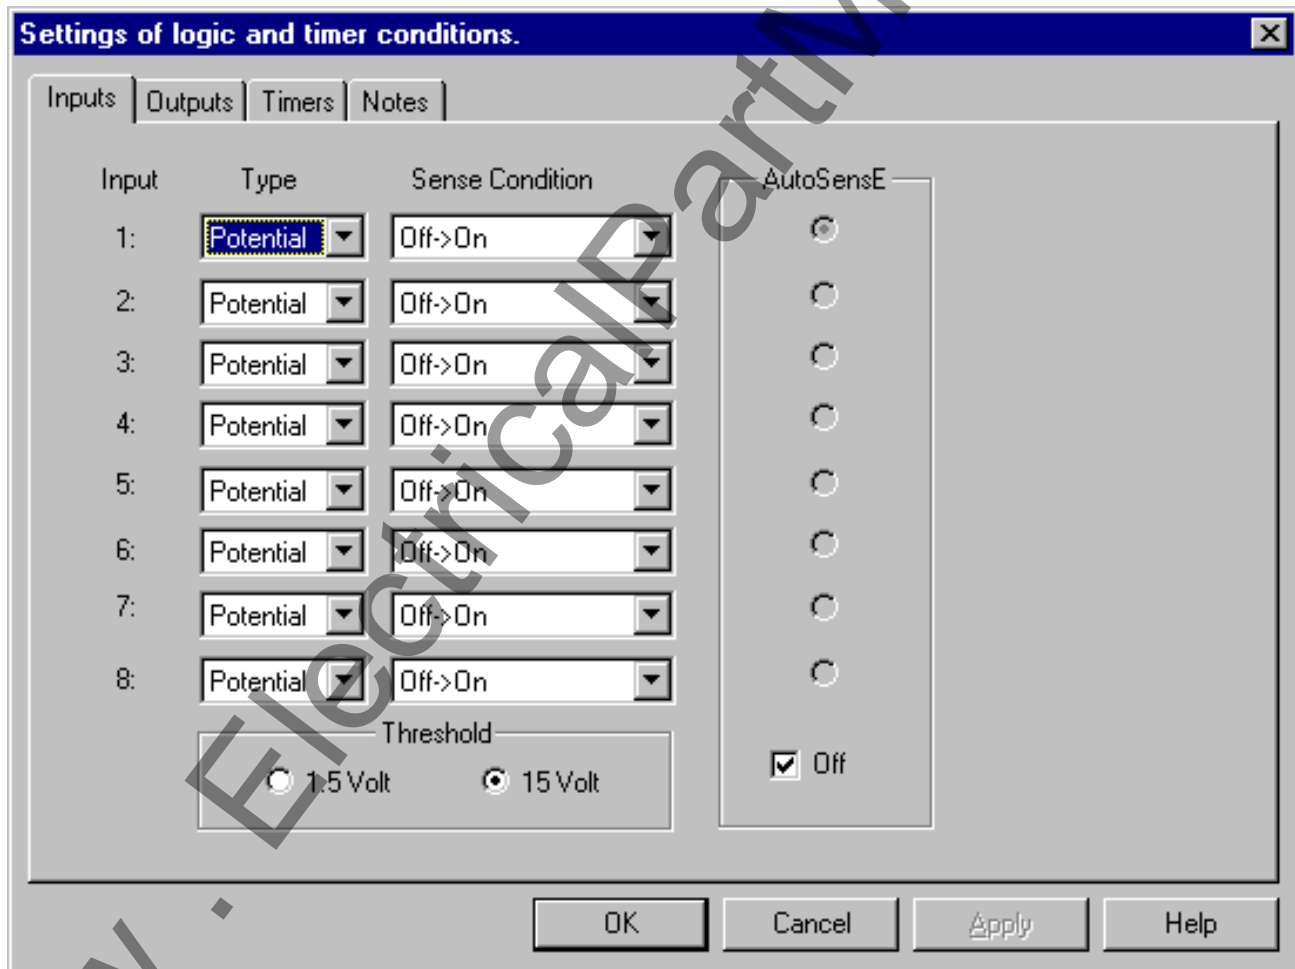 Settings of logic and timer conditions.
Inputs Outputs Timers Notes
Input Type Sense Condition AutoSensE
1: Potential Off->On
2: Potential Off->On
3: Potential Off->On
4: Potential Off->On
5: Potential Off->On
6: Potential Off->On
7: Potential Off->On
8: Potential Off->On
Threshold
1.5 Volt 15 Volt Off
OK Cancel Apply Help
. ElectricalPartM